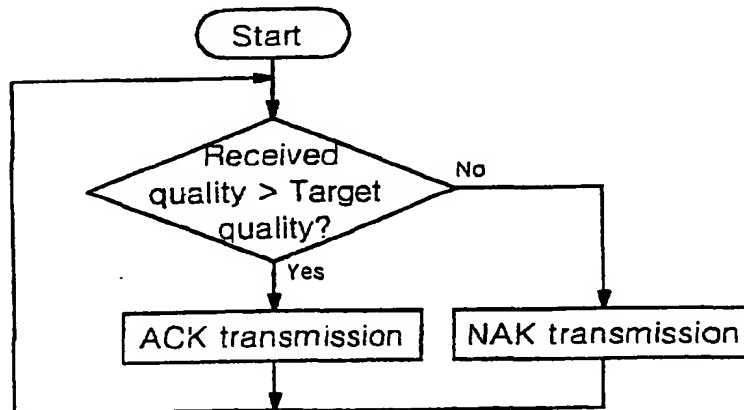 Start
Received
quality > Target
quality?
No
Yes
ACK transmission
NAK transmission